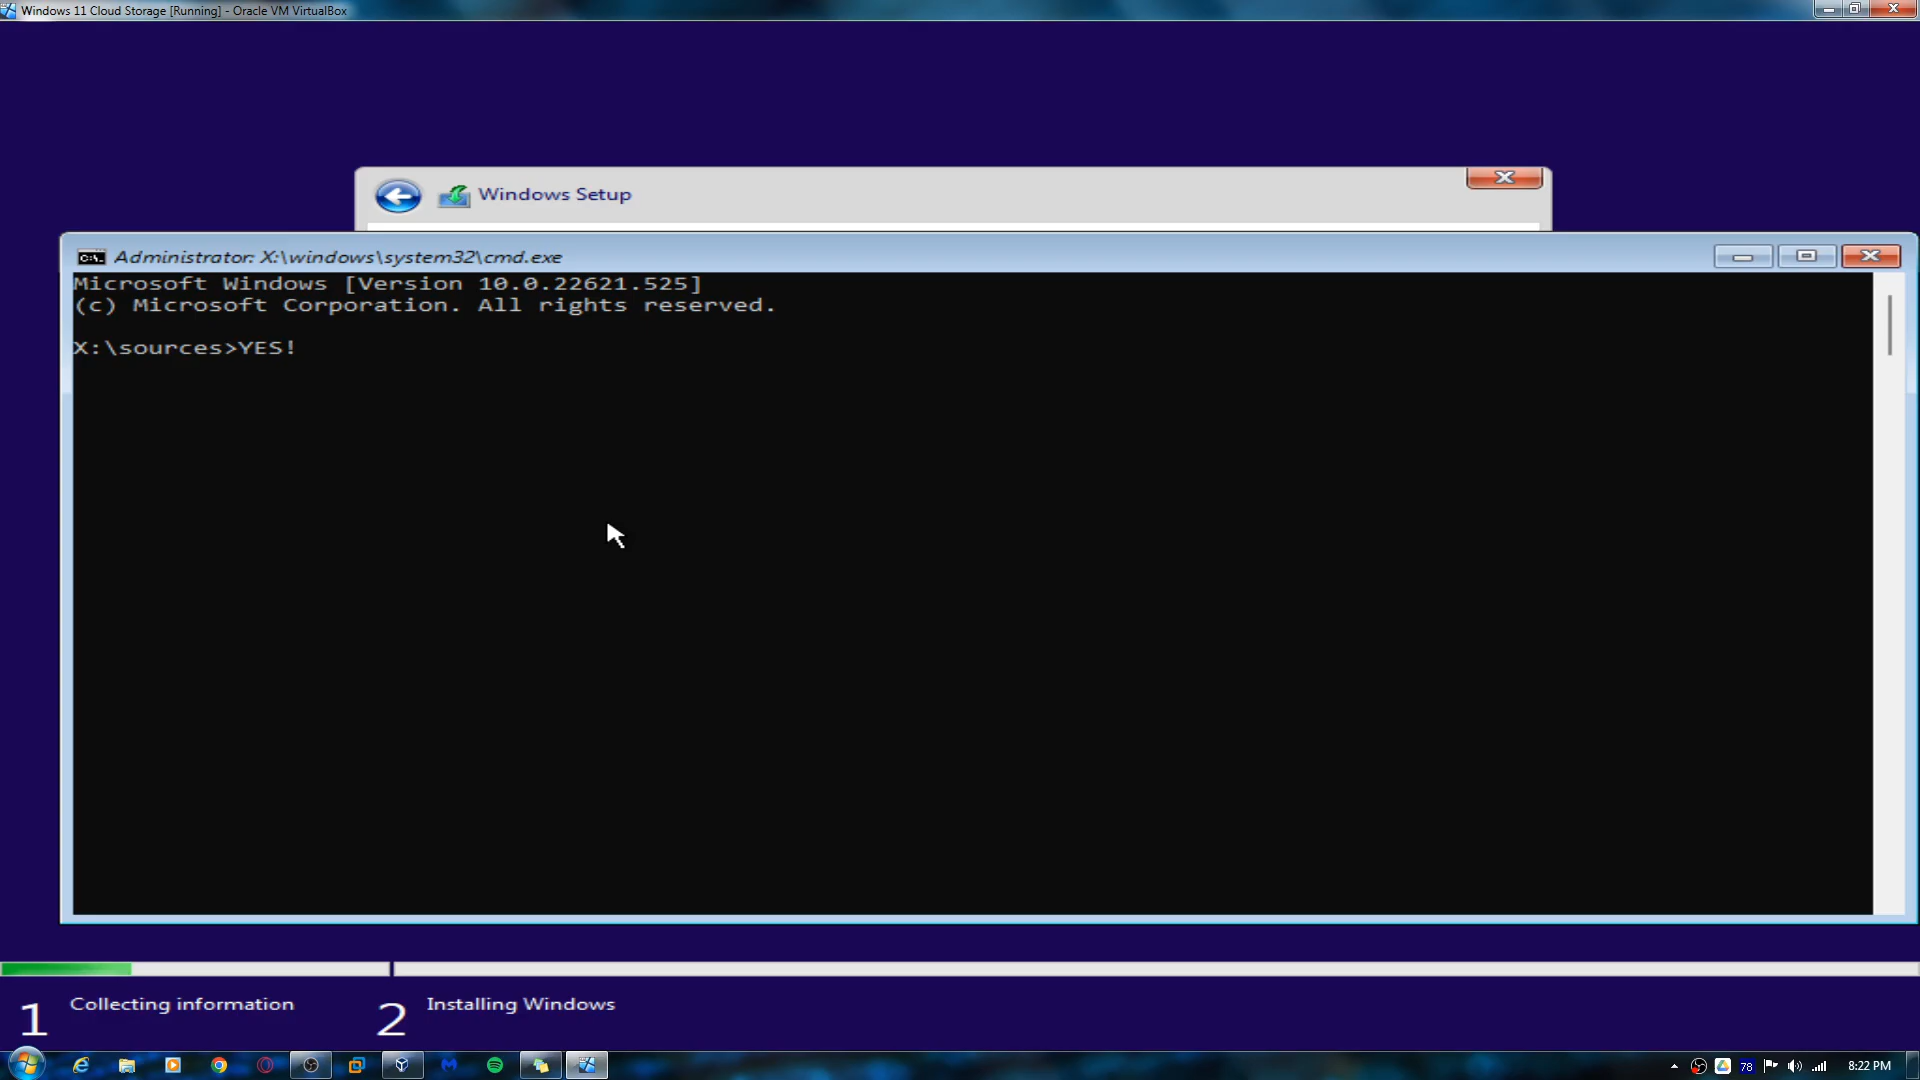 Windows 11 Cloud Storage [Running] - Oracle VM VirtualBox
Windows Setup
Administrator: X:\windows\system32\cmd.exe
Microsoft Windows [Version 10.0.22621.525]
(c) Microsoft Corporation. All rights reserved.
X:\sources>YES!
1 Collecting information
2 Installing Windows
78
8:22 PM